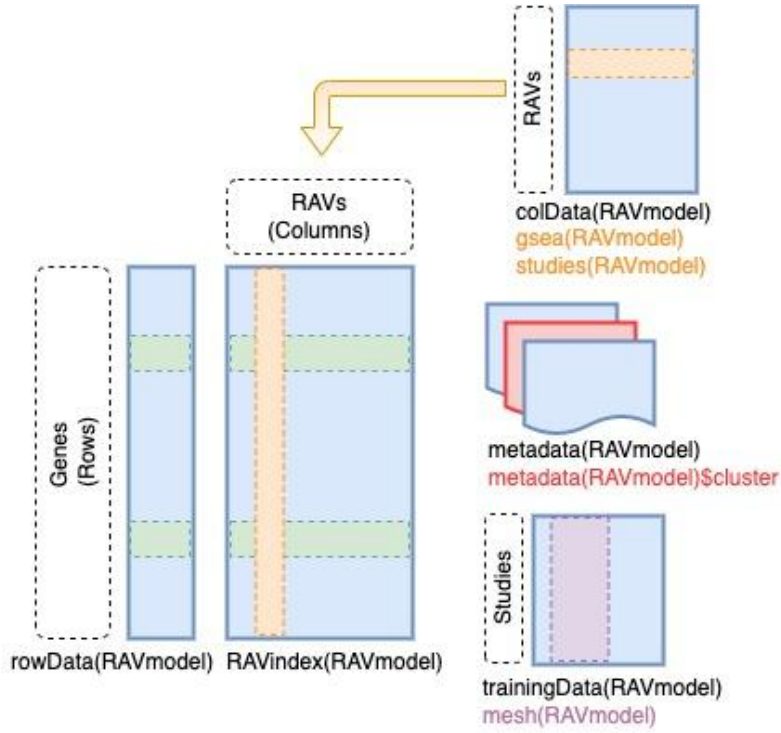 RAVs
colData(RAVmodel)
gsea(RAVmodel)
studies(RAVmodel)
RAVs
(Columns)
Genes
(Rows)
rowData(RAVmodel)
RAVindex(RAVmodel)
metadata(RAVmodel)
metadata(RAVmodel)$cluster
Studies
trainingData(RAVmodel)
mesh(RAVmodel)